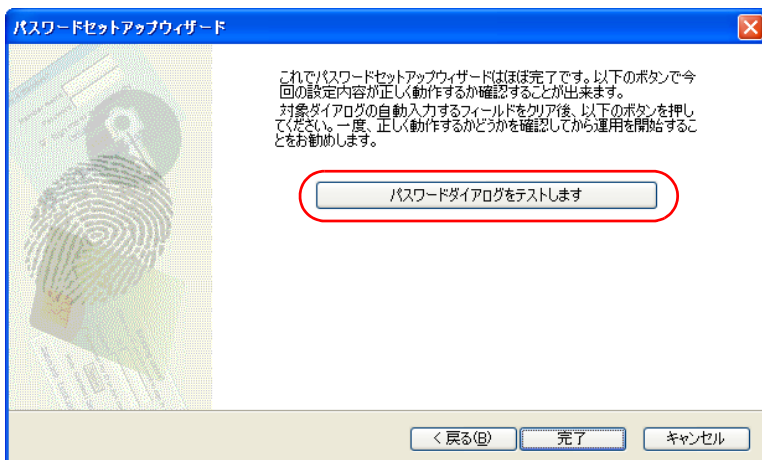 パスワードセットアップウィザード
これでパスワードセットアップウィザードはほぼ完了です。以下のボタンで今
回の設定内容が正しく動作するか確認することが出来ます。
対象ダイアログの自動入力するフィールドをクリア後、以下のボタンを押し
てください。一度、正しく動作するかどうかを確認してから運用を開始するこ
とをお勧めします。
パスワードダイアログをテストします
< 戻る(B)
完了
キャンセル